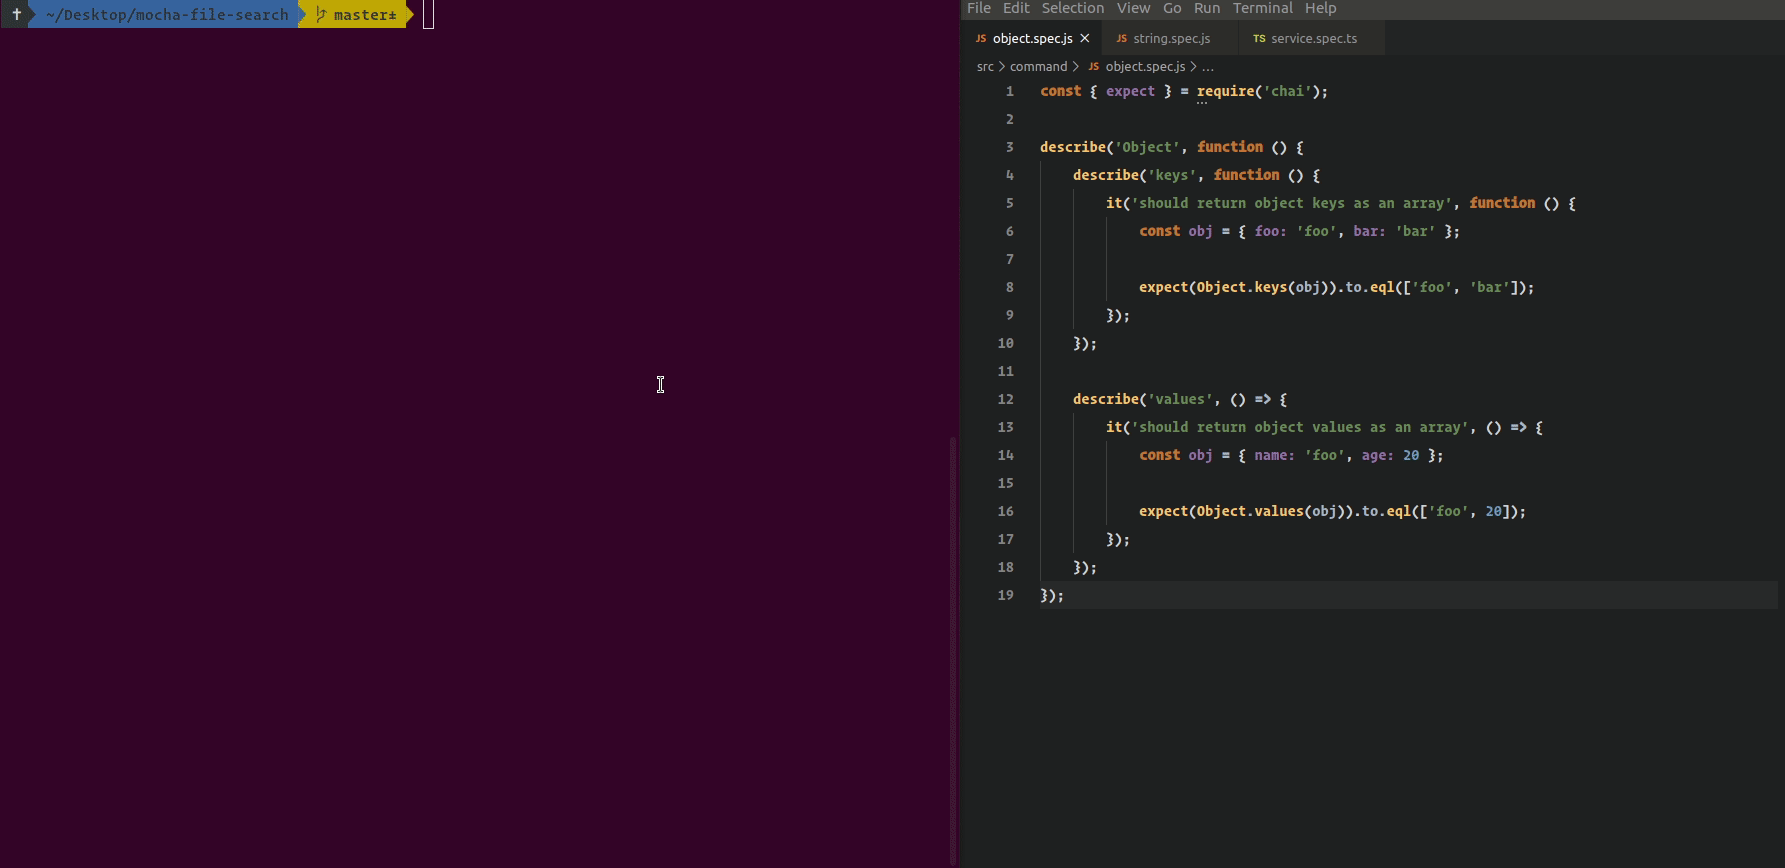 ✝ ~/Desktop/mocha-file-search master±
File Edit Selection View Go Run Terminal Help
JS object.spec.js × JS string.spec.js TS service.spec.ts
src > command > JS object.spec.js > ...
1 const { expect } = require('chai');
2
3 describe('Object', function () {
4     describe('keys', function () {
5         it('should return object keys as an array', function () {
6             const obj = { foo: 'foo', bar: 'bar' };
7
8             expect(Object.keys(obj)).to.eql(['foo', 'bar']);
9         });
10     });
11
12     describe('values', () => {
13         it('should return object values as an array', () => {
14             const obj = { name: 'foo', age: 20 };
15
16             expect(Object.values(obj)).to.eql(['foo', 20]);
17         });
18     });
19 });